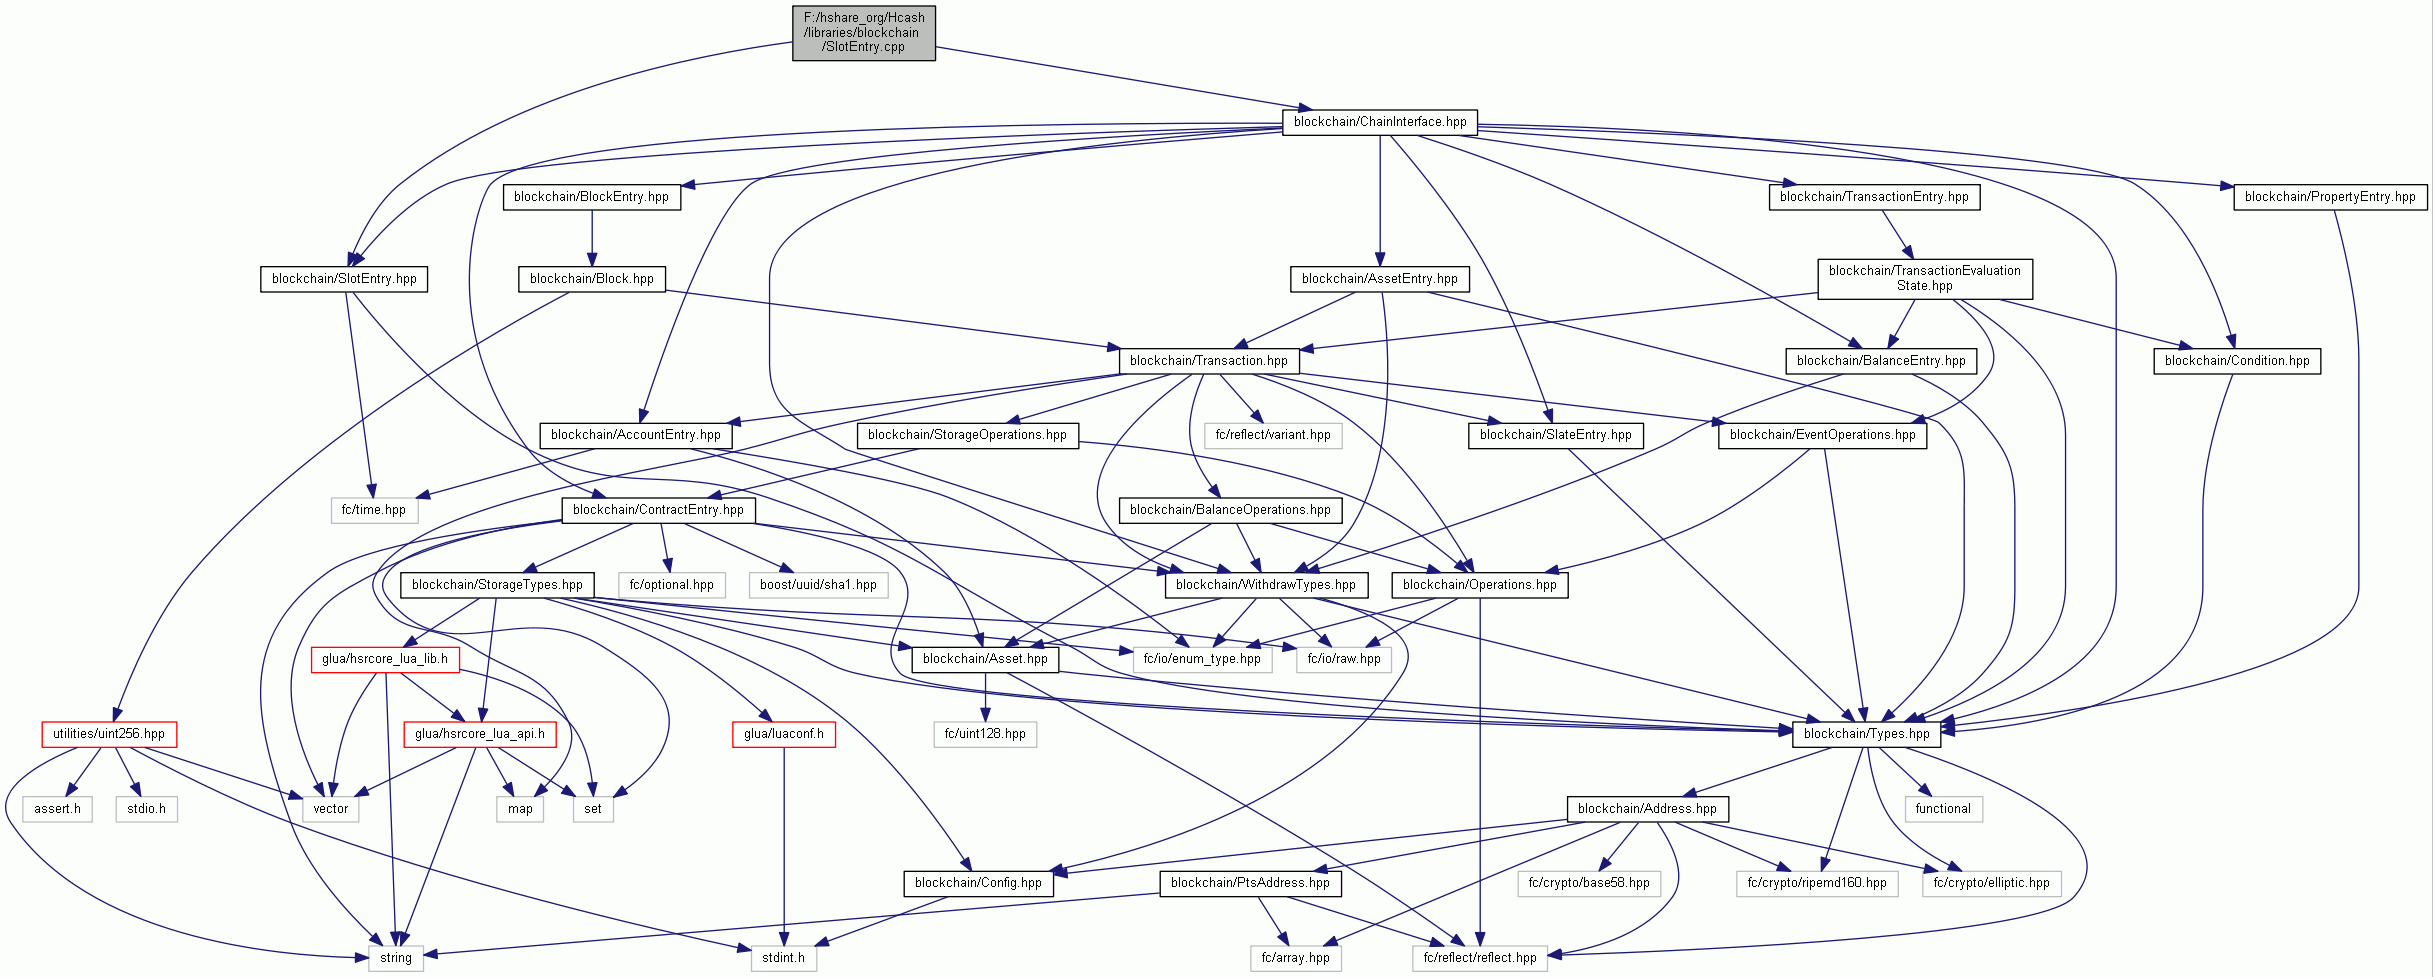 F:/hshare_org/Hcash
/libraries/blockchain
/SlotEntry.cpp
blockchain/ChainInterface.hpp
blockchain/BlockEntry.hpp
blockchain/TransactionEntry.hpp
blockchain/PropertyEntry.hpp
blockchain/SlotEntry.hpp
blockchain/Block.hpp
blockchain/AssetEntry.hpp
blockchain/TransactionEvaluation
State.hpp
blockchain/Transaction.hpp
blockchain/BalanceEntry.hpp
blockchain/Condition.hpp
blockchain/AccountEntry.hpp
blockchain/StorageOperations.hpp
fc/reflect/variant.hpp
blockchain/SlateEntry.hpp
blockchain/EventOperations.hpp
fc/time.hpp
blockchain/ContractEntry.hpp
blockchain/BalanceOperations.hpp
blockchain/StorageTypes.hpp
fc/optional.hpp
boost/uuid/sha1.hpp
blockchain/WithdrawTypes.hpp
blockchain/Operations.hpp
glua/hsrcore_lua_lib.h
blockchain/Asset.hpp
fc/io/enum_type.hpp
fc/io/raw.hpp
utilities/uint256.hpp
glua/hsrcore_lua_api.h
glua/luaconf.h
fc/uint128.hpp
blockchain/Types.hpp
assert.h
stdio.h
vector
map
set
blockchain/Address.hpp
functional
blockchain/Config.hpp
blockchain/PtsAddress.hpp
fc/crypto/base58.hpp
fc/crypto/ripemd160.hpp
fc/crypto/elliptic.hpp
string
stdint.h
fc/array.hpp
fc/reflect/reflect.hpp